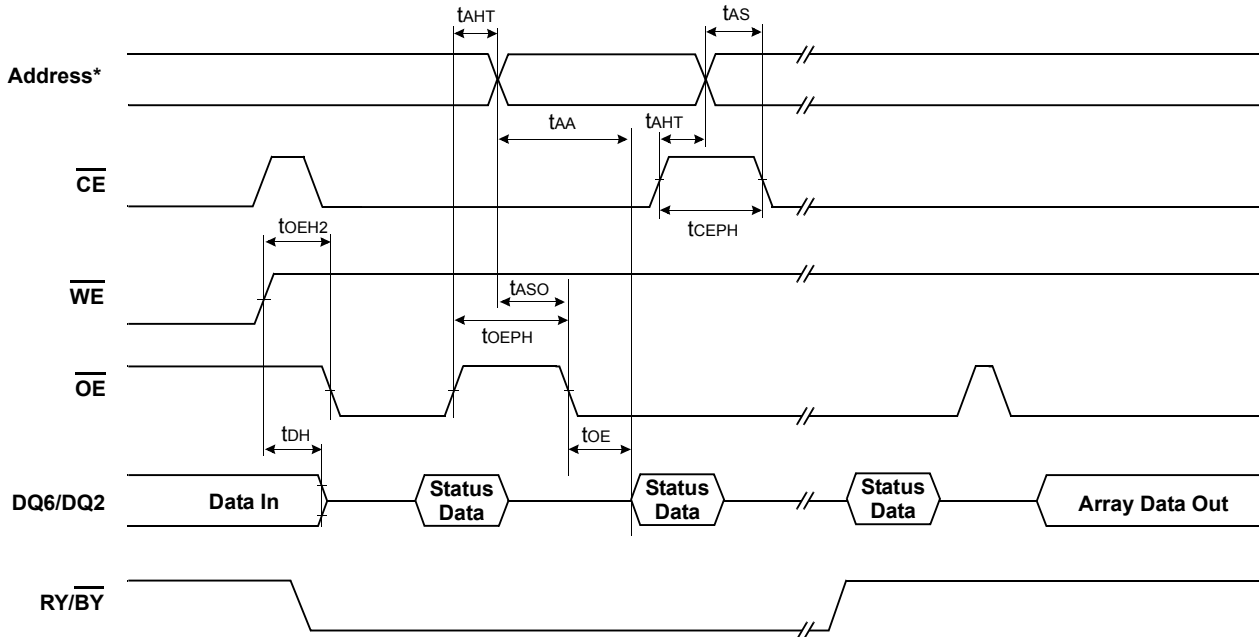 tAHT
tAS
Address*
tAA
tAHT
CE
tOEH2
tCEPH
WE
tASO
tOEPH
OE
tDH
tOE
DQ6/DQ2
Data In
Status
Data
Status
Data
Status
Data
Array Data Out
RY/BY